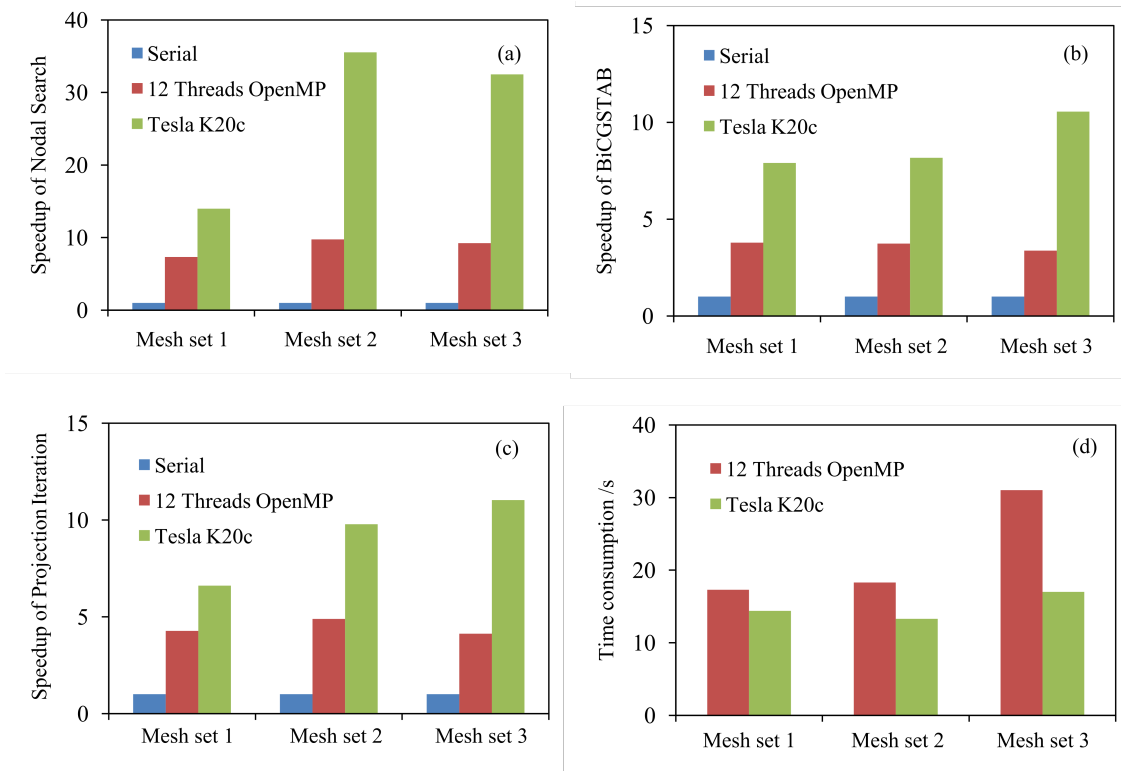 (a)
Serial
12 Threads OpenMP
Tesla K20c
Speedup of Nodal Search
40
30
20
10
0
Mesh set 1 Mesh set 2 Mesh set 3
(b)
Serial
12 Threads OpenMP
Tesla K20c
Speedup of BiCGSTAB
15
10
5
0
Mesh set 1 Mesh set 2 Mesh set 3
(c)
Serial
12 Threads OpenMP
Tesla K20c
Speedup of Projection Iteration
15
10
5
0
Mesh set 1 Mesh set 2 Mesh set 3
(d)
12 Threads OpenMP
Tesla K20c
Time consumption /s
40
30
20
10
0
Mesh set 1 Mesh set 2 Mesh set 3